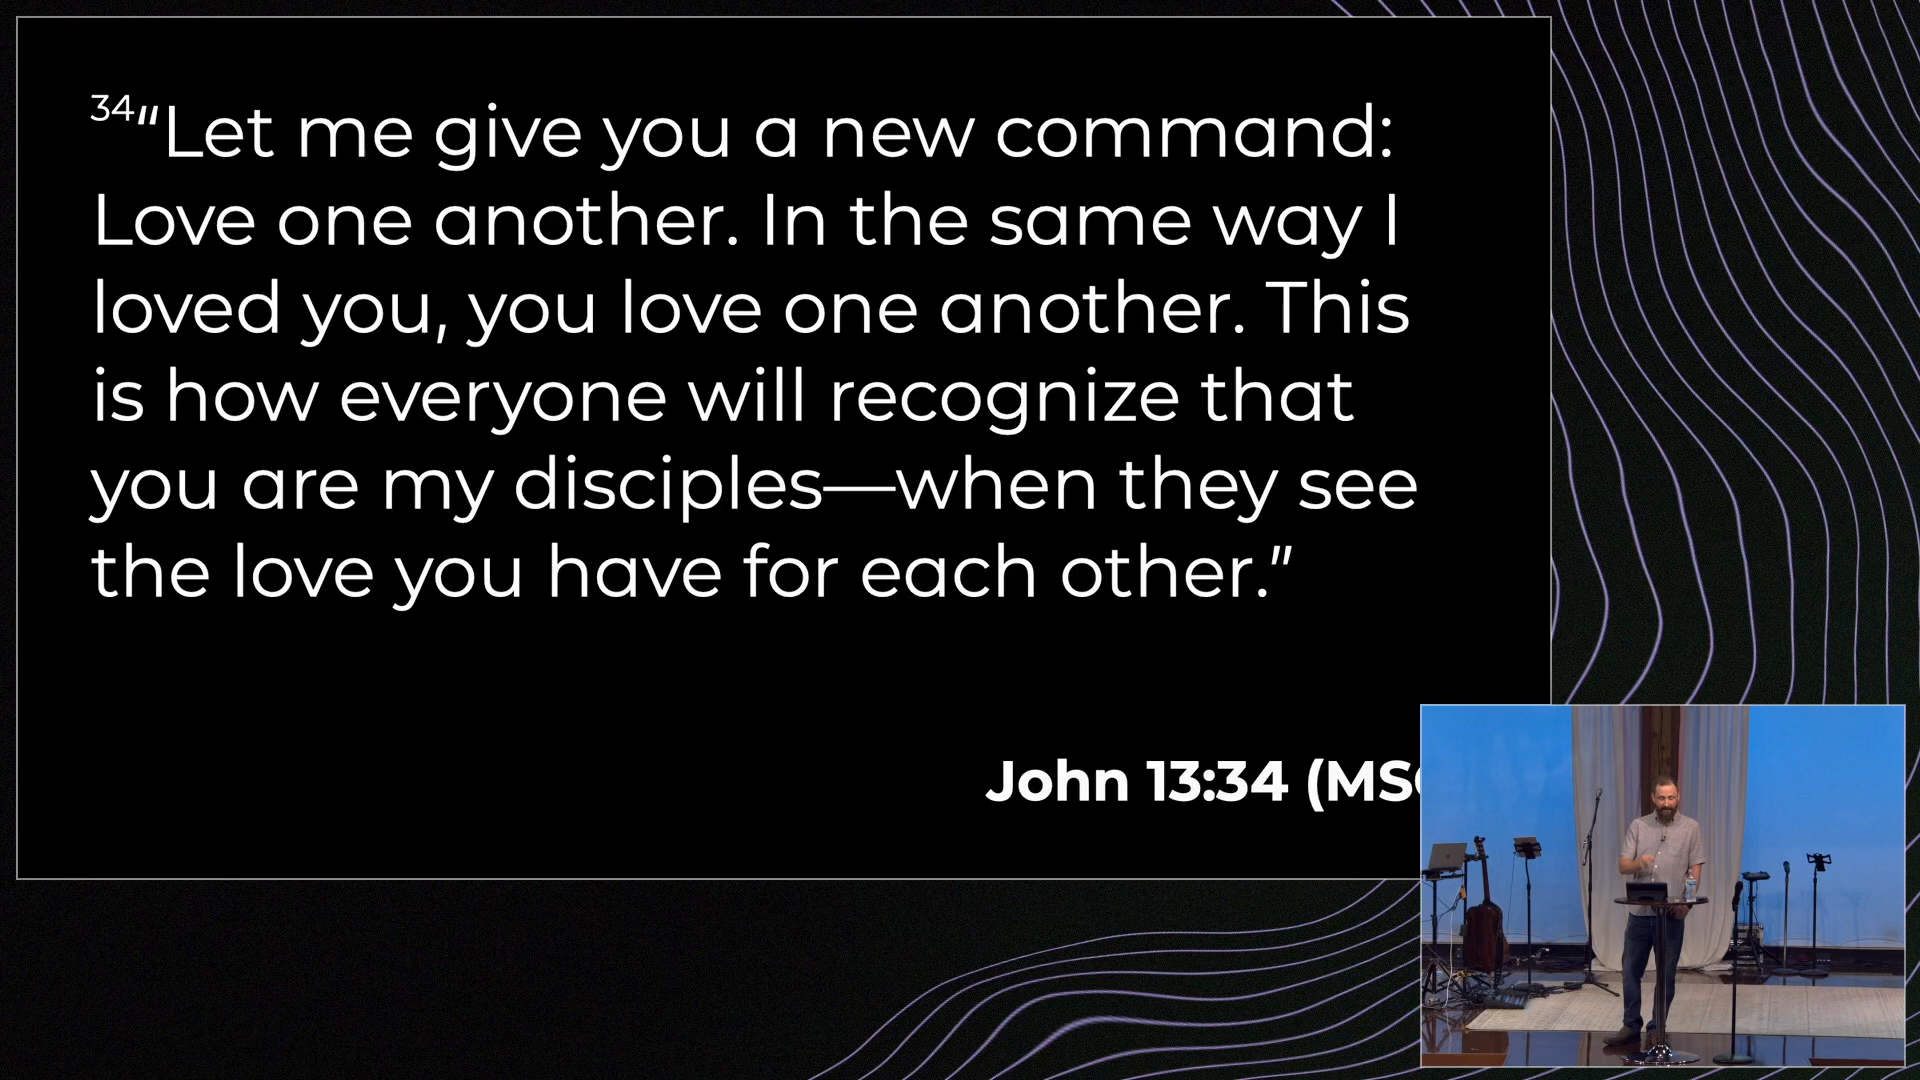 34“Let me give you a new command:
Love one another. In the same way I
loved you, you love one another. This
is how everyone will recognize that
you are my disciples—when they see
the love you have for each other.”
John 13:34